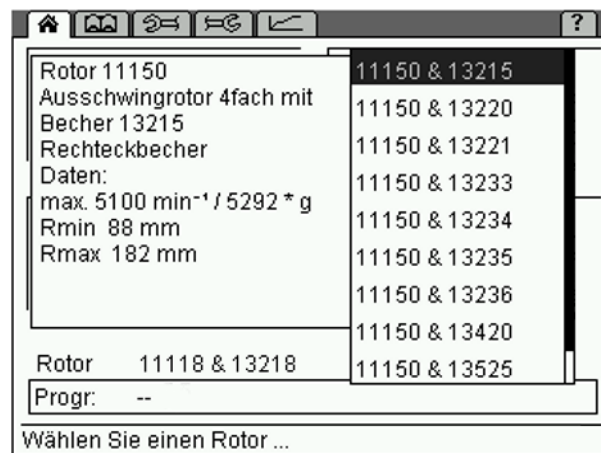 ?
Rotor 11150
Ausschwingrotor 4fach mit
Becher 13215
Rechteckbecher
Daten:
max. 5100 min⁻¹ / 5292 * g
Rmin 88 mm
Rmax 182 mm
11150 & 13215
11150 & 13220
11150 & 13221
11150 & 13233
11150 & 13234
11150 & 13235
11150 & 13236
11150 & 13420
11150 & 13525
Rotor 11118 & 13218
Progr: --
Wählen Sie einen Rotor ...